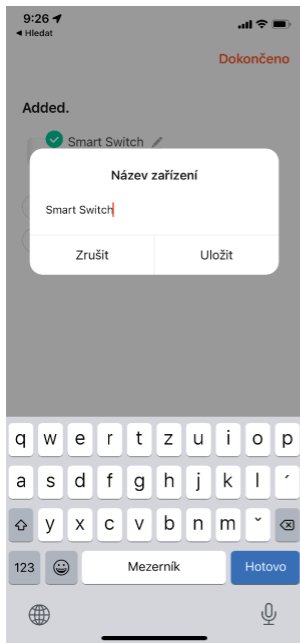 9:26
◀ Hledat
Dokončeno
Added.
Smart Switch
Název zařízení
Smart Switch
Zrušit
Uložit
q w e r t z u i o p
a s d f g h j k l ´
y x c v b n m ˇ
123
Mezerník
Hotovo